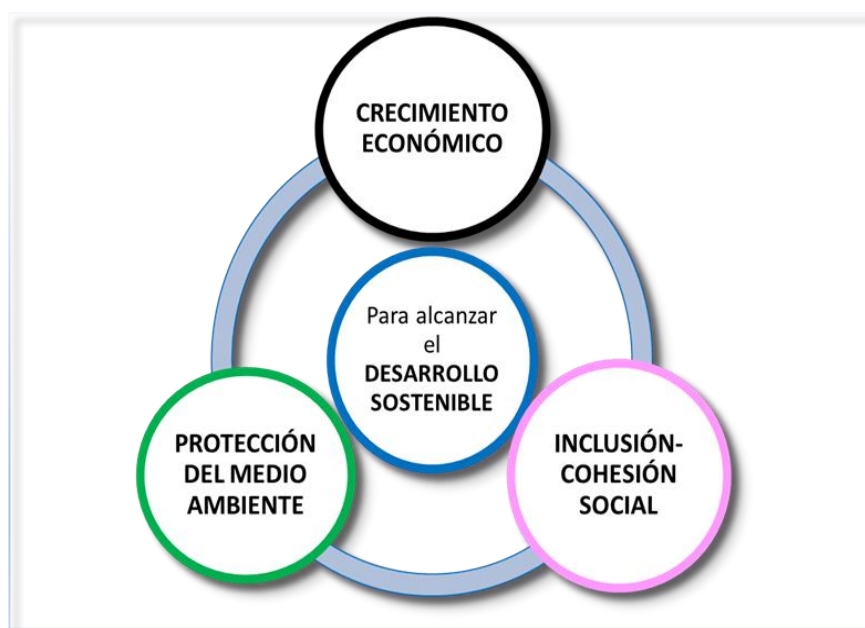 CRECIMIENTO
ECONÓMICO
Para alcanzar
el
DESARROLLO
SOSTENIBLE
PROTECCIÓN
DEL MEDIO
AMBIENTE
INCLUSIÓN-
COHESIÓN
SOCIAL